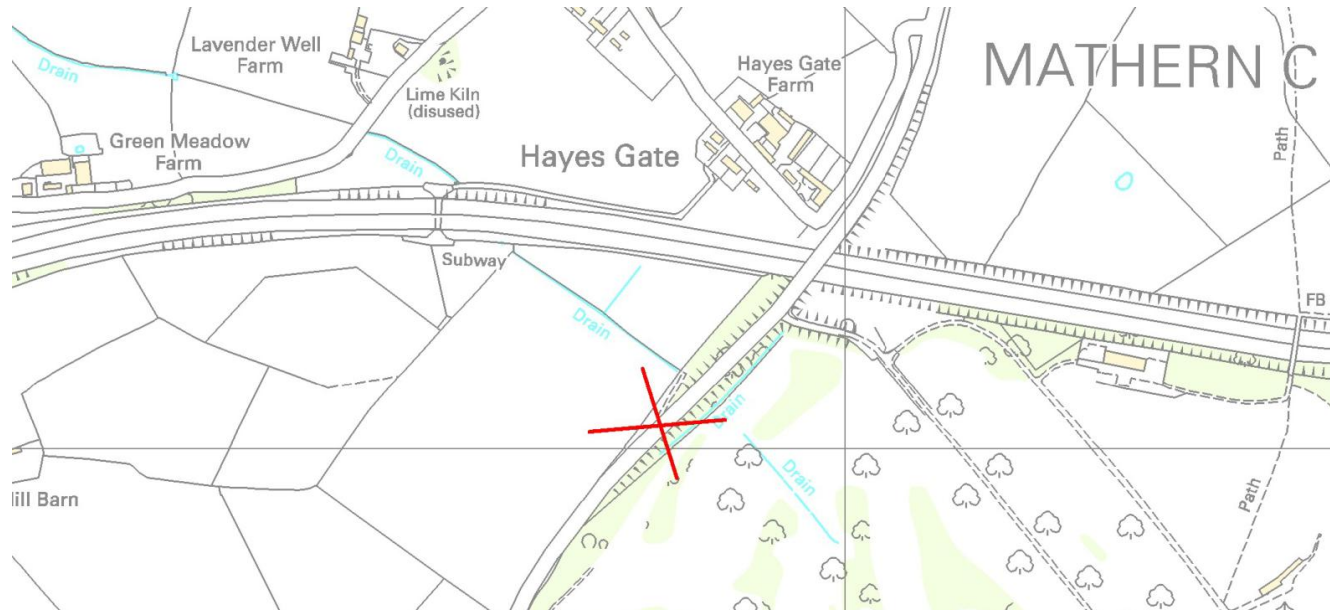 Lavender Well
Farm
Drain
Lime Kiln
(disused)
Hayes Gate
Farm
MATHERN C
Green Meadow
Farm
Drain
Hayes Gate
Path
Subway
Drain
FB
Drain
Drain
Path
ill Barn